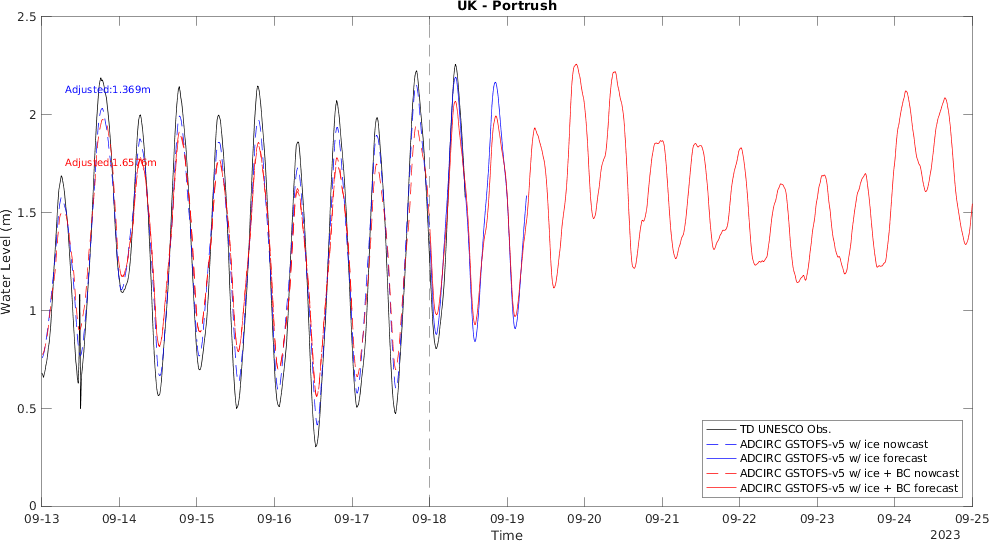 UK - Portrush
2.5
2
1.5
1
0.5
0
Water Level (m)
Adjusted:1.369m
Adjusted:1.6576m
TD UNESCO Obs.
ADCIRC GSTOFS-v5 w/ ice nowcast
ADCIRC GSTOFS-v5 w/ ice forecast
ADCIRC GSTOFS-v5 w/ ice + BC nowcast
ADCIRC GSTOFS-v5 w/ ice + BC forecast
09-13 09-14 09-15 09-16 09-17 09-18 09-19 09-20 09-21 09-22 09-23 09-24 09-25
Time
2023